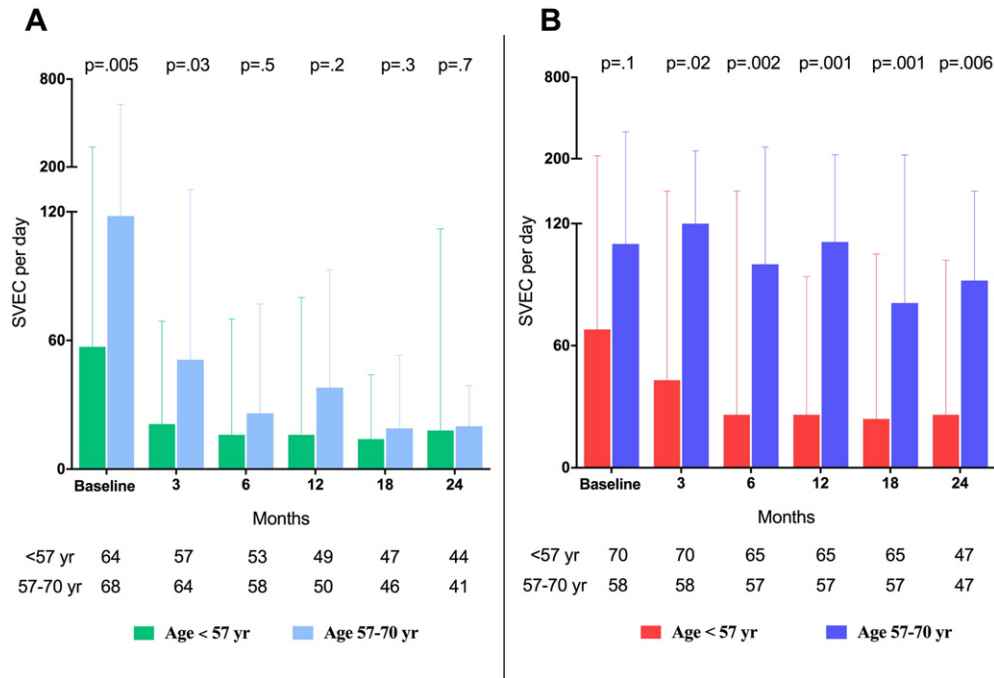 A
p=.005 p=.03 p=.5 p=.2 p=.3 p=.7
800
200
120
60
0
SVEC per day
Baseline 3 6 12 18 24
Months
<57 yr 64 57 53 49 47 44
57-70 yr 68 64 58 50 46 41
Age < 57 yr Age 57-70 yr
B
p=.1 p=.02 p=.002 p=.001 p=.001 p=.006
800
200
120
60
0
SVEC per day
Baseline 3 6 12 18 24
Months
<57 yr 70 70 65 65 65 47
57-70 yr 58 58 57 57 57 47
Age < 57 yr Age 57-70 yr